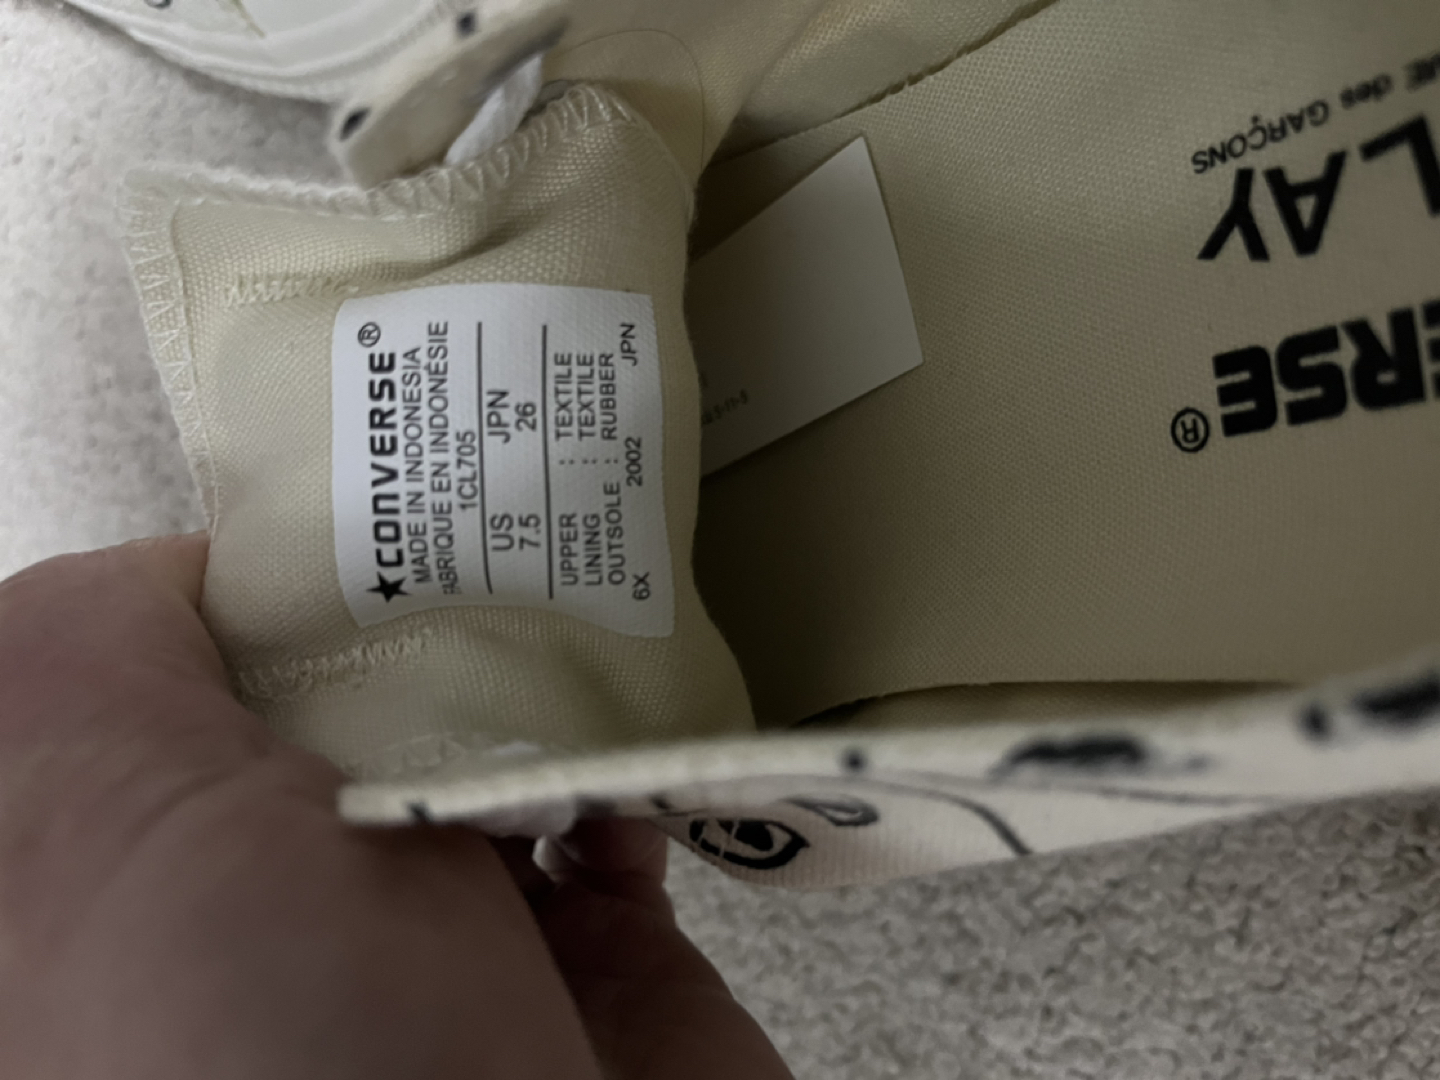 ★CONVERSE®
MADE IN INDONESIA
FABRIQUE EN INDONÉSIE
1CL705
US JPN
7.5 26
UPPER : TEXTILE
LINING : TEXTILE
OUTSOLE : RUBBER
6X 2002 JPN
des GARÇONS
LAY
ERSE®